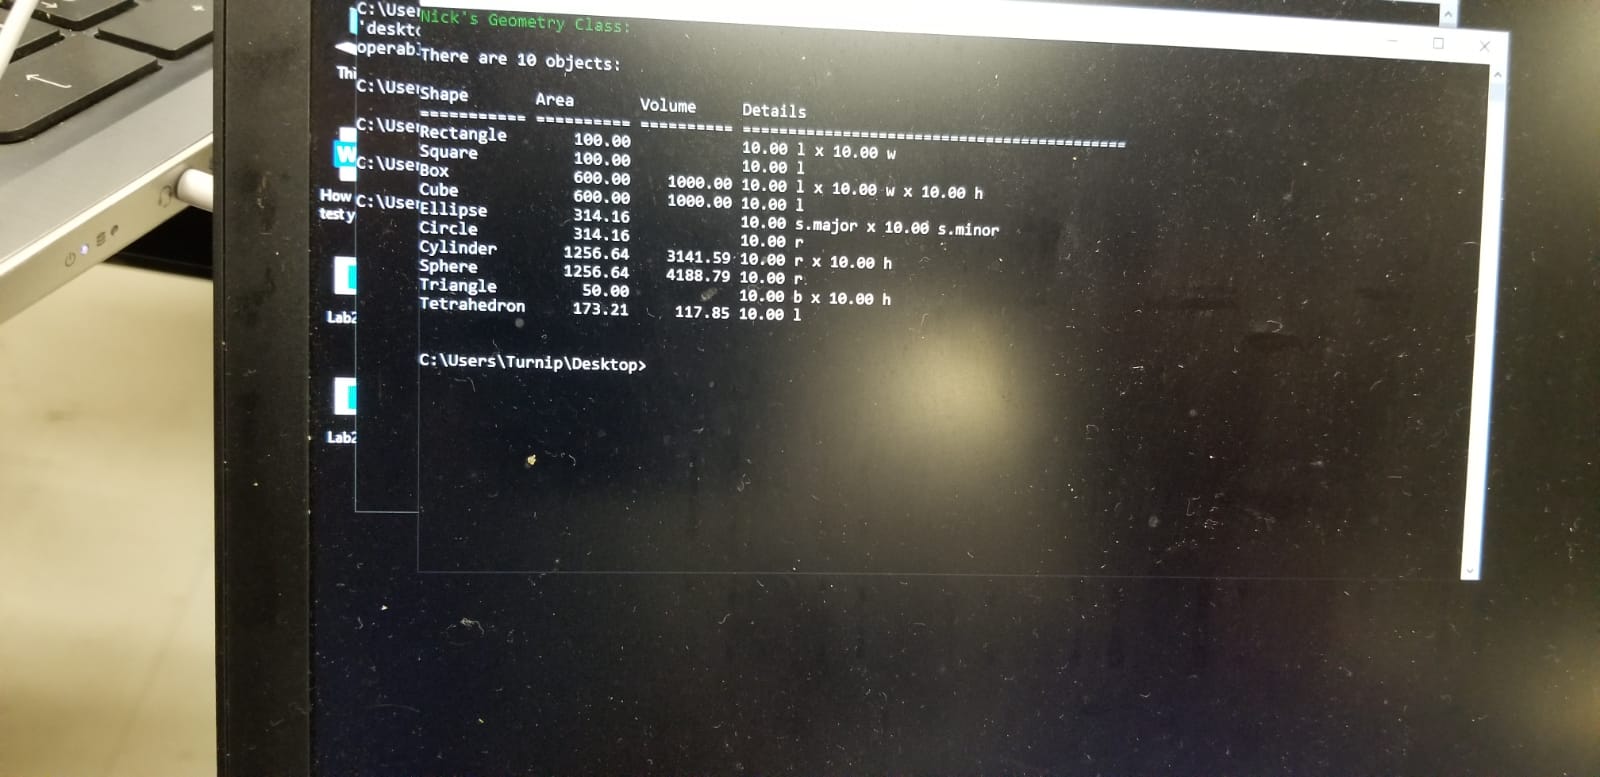 C:\User
'deskto
operabl
C:\User
C:\User
C:\User
C:\User
Thi
W
How
test y
Lab2
Lab2
Nick's Geometry Class:
There are 10 objects:
Shape Area Volume Details
=========== ========== ========== ==========================================
Rectangle 100.00 10.00 l x 10.00 w
Square 100.00 10.00 l
Box 600.00 1000.00 10.00 l x 10.00 w x 10.00 h
Cube 600.00 1000.00 10.00 l
Ellipse 314.16 10.00 s.major x 10.00 s.minor
Circle 314.16 10.00 r
Cylinder 1256.64 3141.59 10.00 r x 10.00 h
Sphere 1256.64 4188.79 10.00 r
Triangle 50.00 10.00 b x 10.00 h
Tetrahedron 173.21 117.85 10.00 l
C:\Users\Turnip\Desktop>